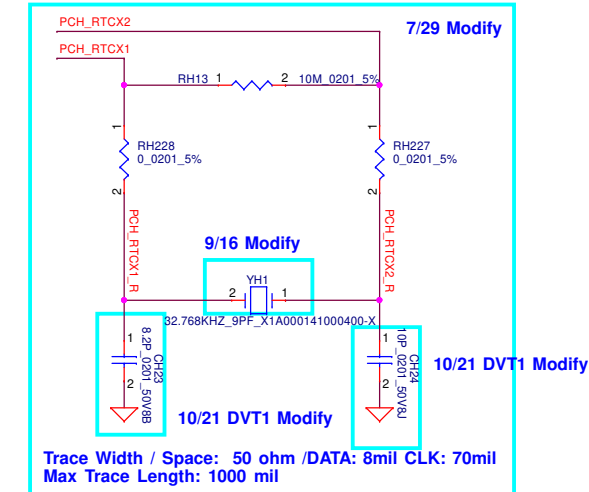 PCH_RTCX2
7/29 Modify
PCH_RTCX1
RH13 1 2 10M_0201_5%
1 1
RH228 RH227
0_0201_5% 0_0201_5%
2 2
PCH_RTCX1_R PCH_RTCX2_R
9/16 Modify
YH1
2 1
32.768KHZ_9PF_X1A000141000400-X
1 CH23 1 CH24
8.2P_0201_50V8B 10P_0201_50V8J
2 2
10/21 DVT1 Modify
10/21 DVT1 Modify
Trace Width / Space: 50 ohm /DATA: 8mil CLK: 70mil
Max Trace Length: 1000 mil